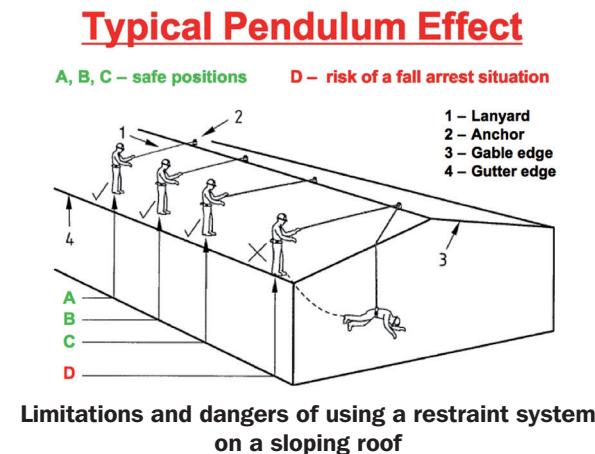 Typical Pendulum Effect
A, B, C – safe positions
D – risk of a fall arrest situation
1 – Lanyard
2 – Anchor
3 – Gable edge
4 – Gutter edge
1
2
3
4
A
B
C
D
Limitations and dangers of using a restraint system
on a sloping roof